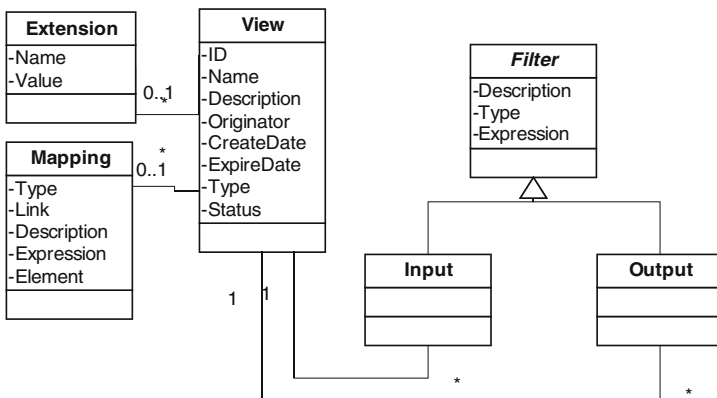 Extension
-Name
-Value
View
-ID
-Name
-Description
-Originator
-CreateDate
-ExpireDate
-Type
-Status
Filter
-Description
-Type
-Expression
0..1
*
Mapping
-Type
-Link
-Description
-Expression
-Element
*
0..1
Input
Output
1
1
*
*